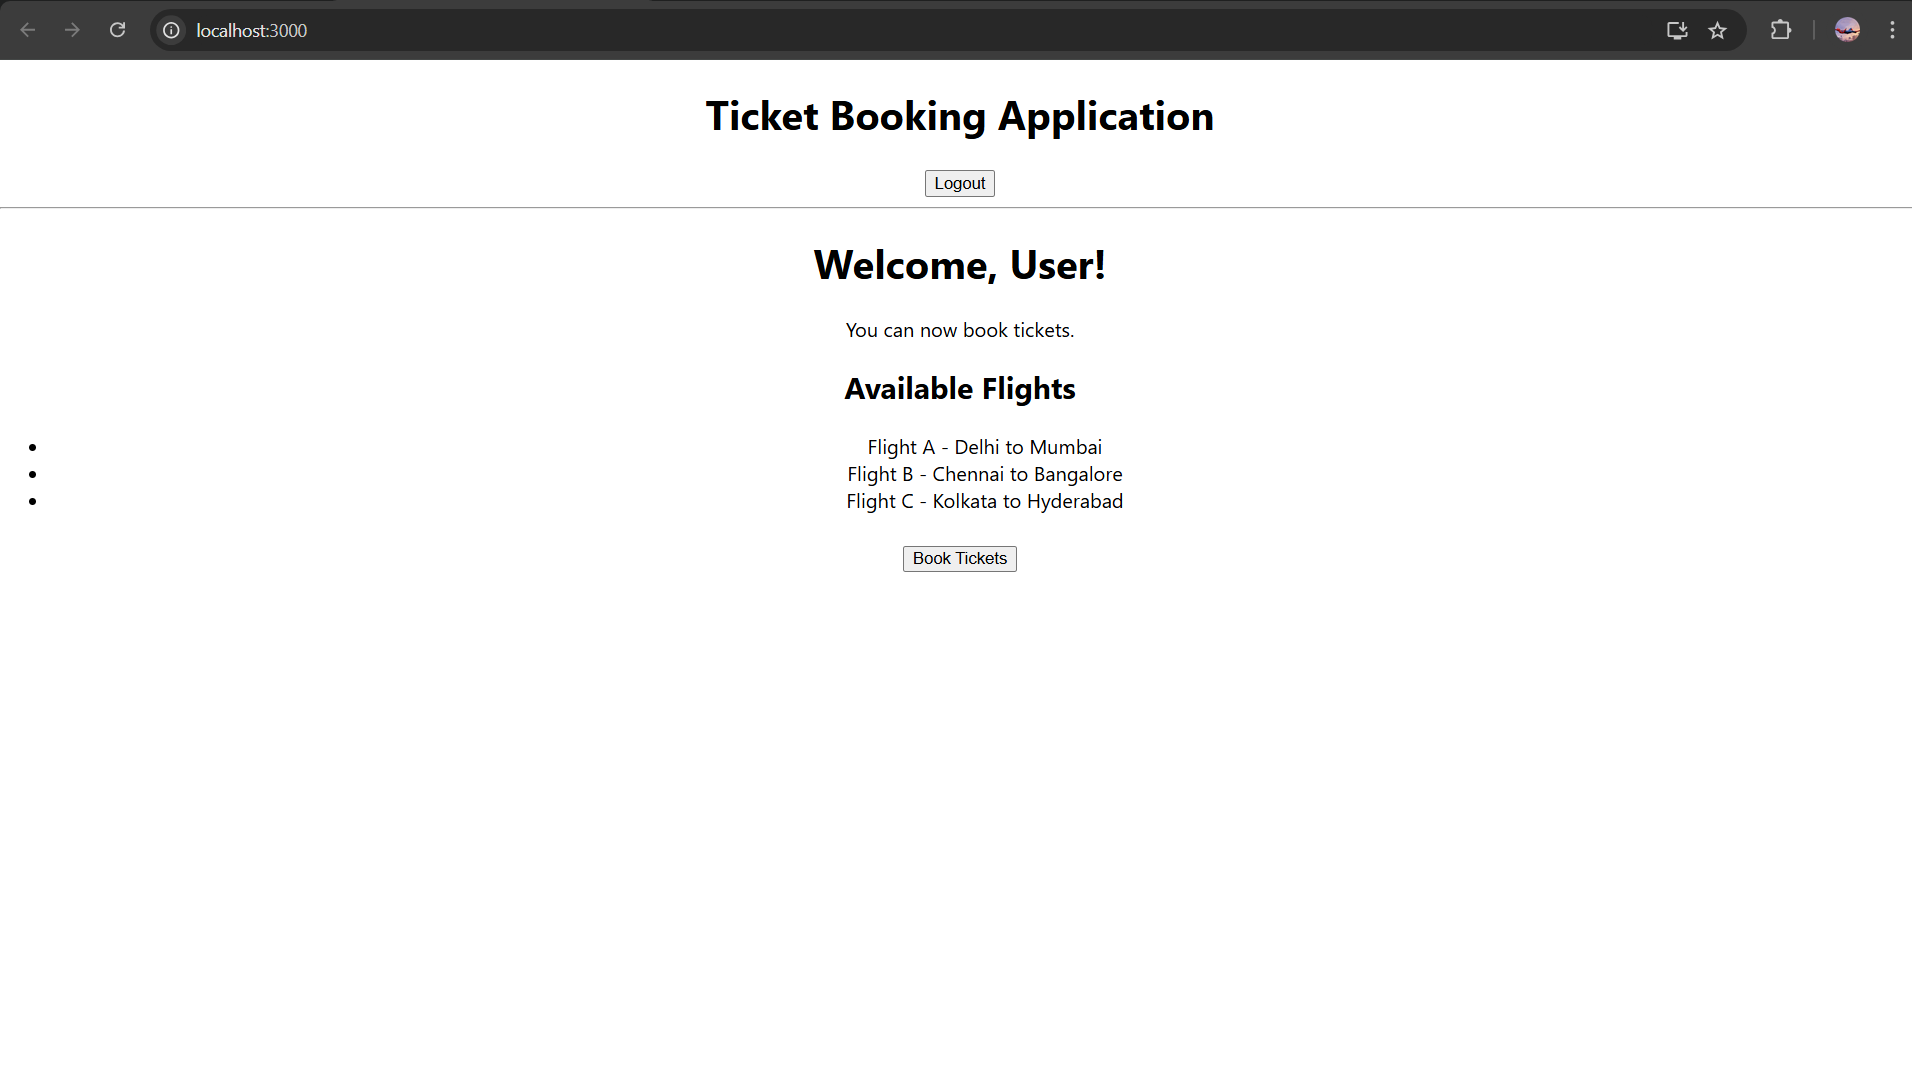 localhost:3000
Ticket Booking Application
Logout
Welcome, User!
You can now book tickets.
Available Flights
• Flight A - Delhi to Mumbai
• Flight B - Chennai to Bangalore
• Flight C - Kolkata to Hyderabad
Book Tickets